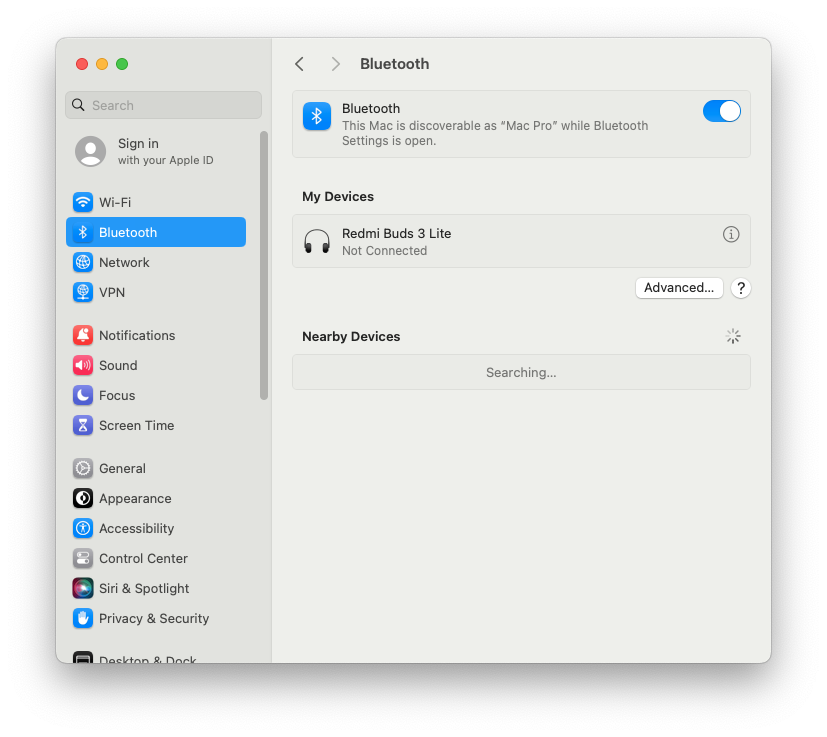 Bluetooth
Search
Sign in
with your Apple ID
Wi-Fi
Bluetooth
Network
VPN
Notifications
Sound
Focus
Screen Time
General
Appearance
Accessibility
Control Center
Siri & Spotlight
Privacy & Security
Desktop & Dock
Bluetooth
This Mac is discoverable as “Mac Pro” while Bluetooth
Settings is open.
My Devices
Redmi Buds 3 Lite
Not Connected
Advanced...
?
Nearby Devices
Searching...